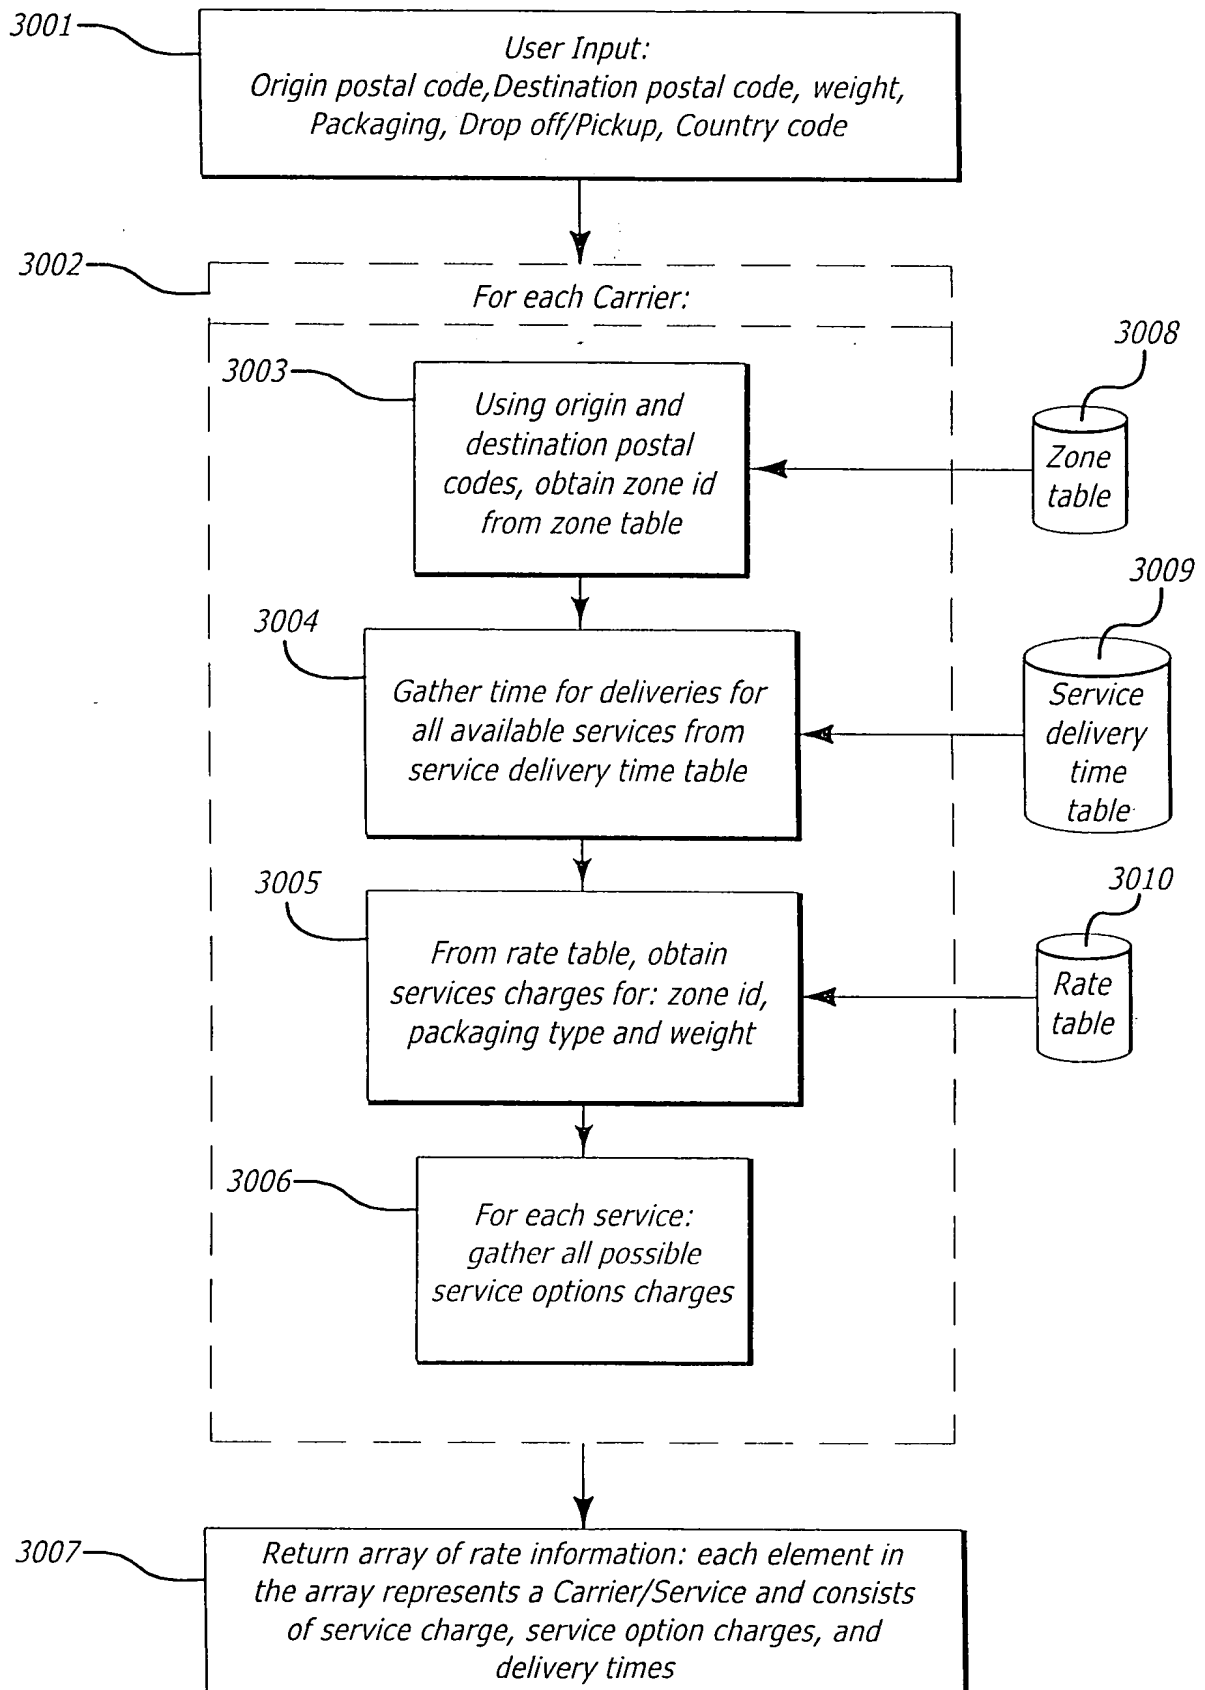 3001
User Input:
Origin postal code,Destination postal code, weight,
Packaging, Drop off/Pickup, Country code
3002
For each Carrier:
3003
Using origin and
destination postal
codes, obtain zone id
from zone table
3008
Zone
table
3004
Gather time for deliveries for
all available services from
service delivery time table
3009
Service
delivery
time
table
3005
From rate table, obtain
services charges for: zone id,
packaging type and weight
3010
Rate
table
3006
For each service:
gather all possible
service options charges
3007
Return array of rate information: each element in
the array represents a Carrier/Service and consists
of service charge, service option charges, and
delivery times